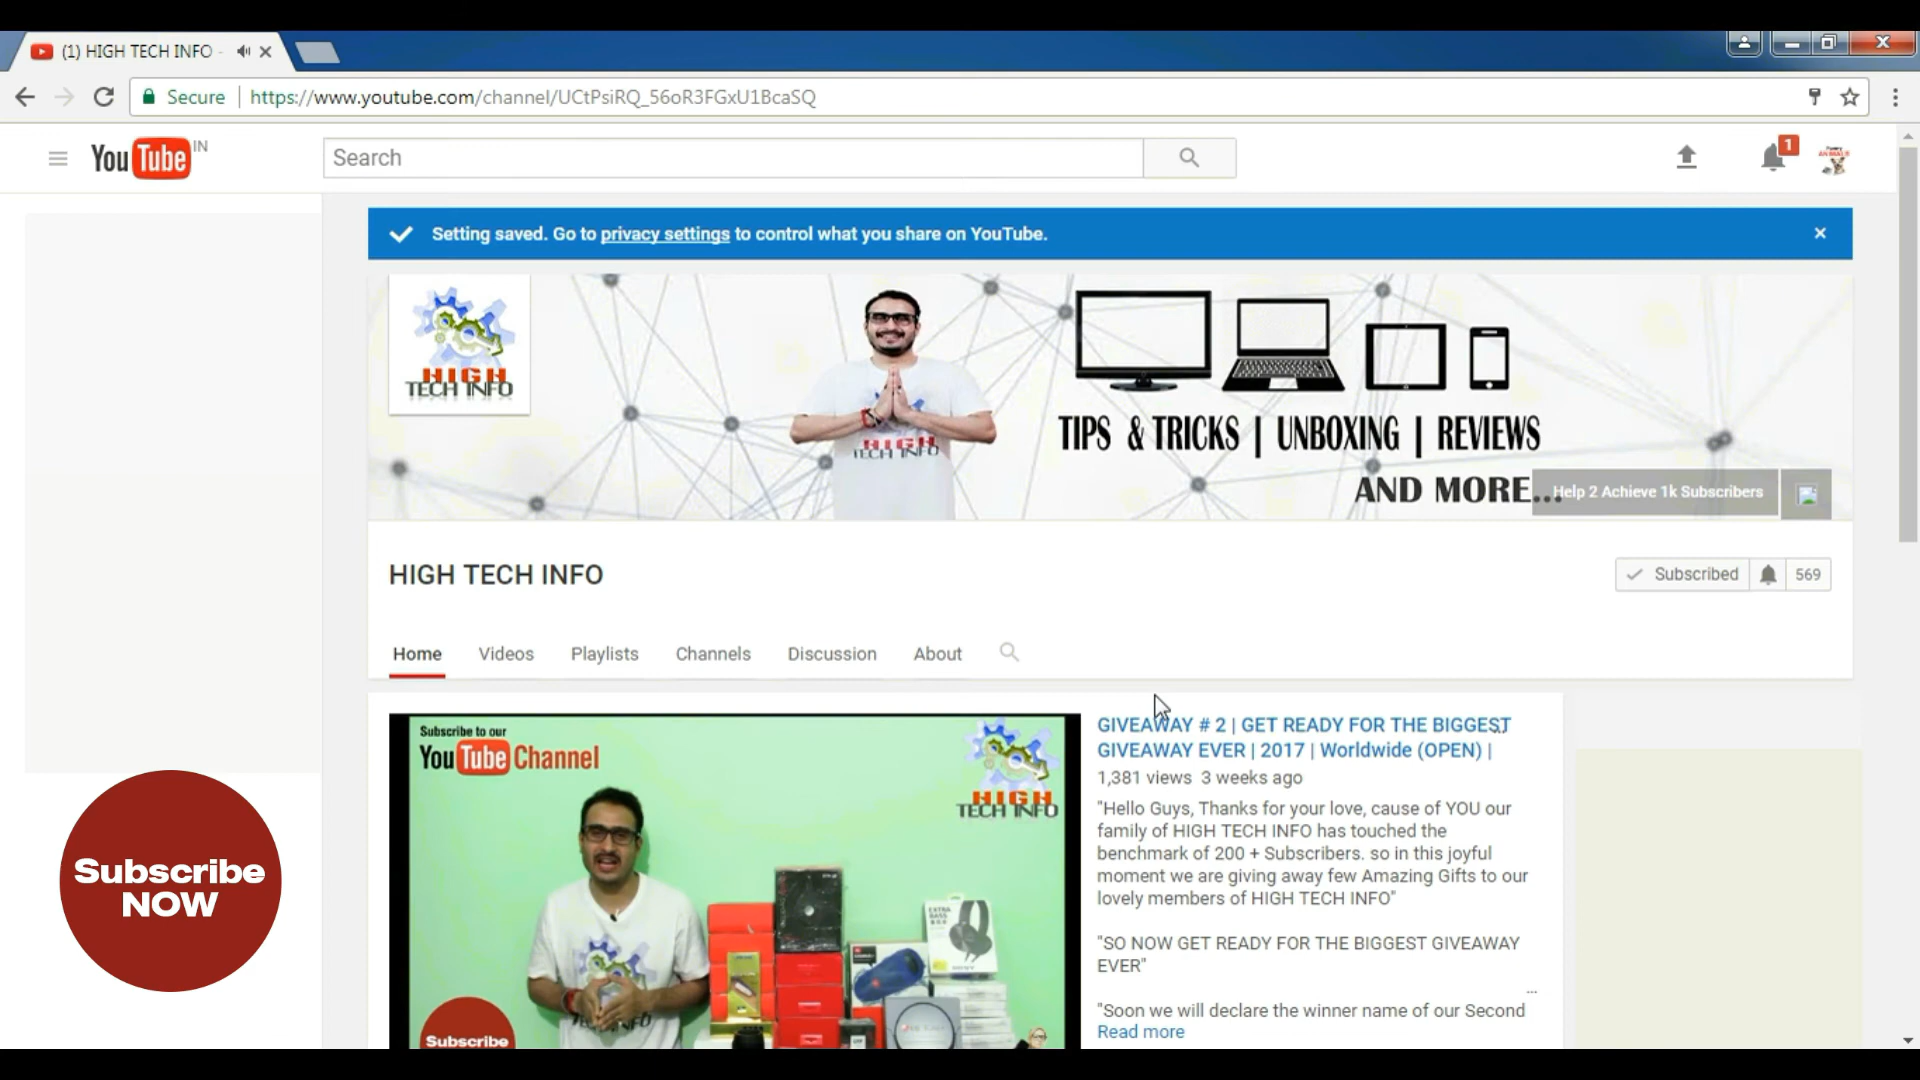 (1) HIGH TECH INFO -
Secure
https://www.youtube.com/channel/UCtPsiRQ_56oR3FGxU1BcaSQ
YouTube IN
Search
1
Setting saved. Go to privacy settings to control what you share on YouTube.
HIGH
TECH INFO
HIGH
TECH INFO
TIPS & TRICKS | UNBOXING | REVIEWS
AND MORE...
Help 2 Achieve 1k Subscribers
HIGH TECH INFO
Subscribed 569
Home Videos Playlists Channels Discussion About
Subscribe to our
YouTube Channel
HIGH
TECH INFO
EXTRA
BASS
SONY
Subscribe
GIVEAWAY # 2 | GET READY FOR THE BIGGEST
GIVEAWAY EVER | 2017 | Worldwide (OPEN) |
...
1,381 views 3 weeks ago
"Hello Guys, Thanks for your love, cause of YOU our
family of HIGH TECH INFO has touched the
benchmark of 200 + Subscribers. so in this joyful
moment we are giving away few Amazing Gifts to our
lovely members of HIGH TECH INFO"
"SO NOW GET READY FOR THE BIGGEST GIVEAWAY
EVER"
...
"Soon we will declare the winner name of our Second
Read more
Subscribe
NOW